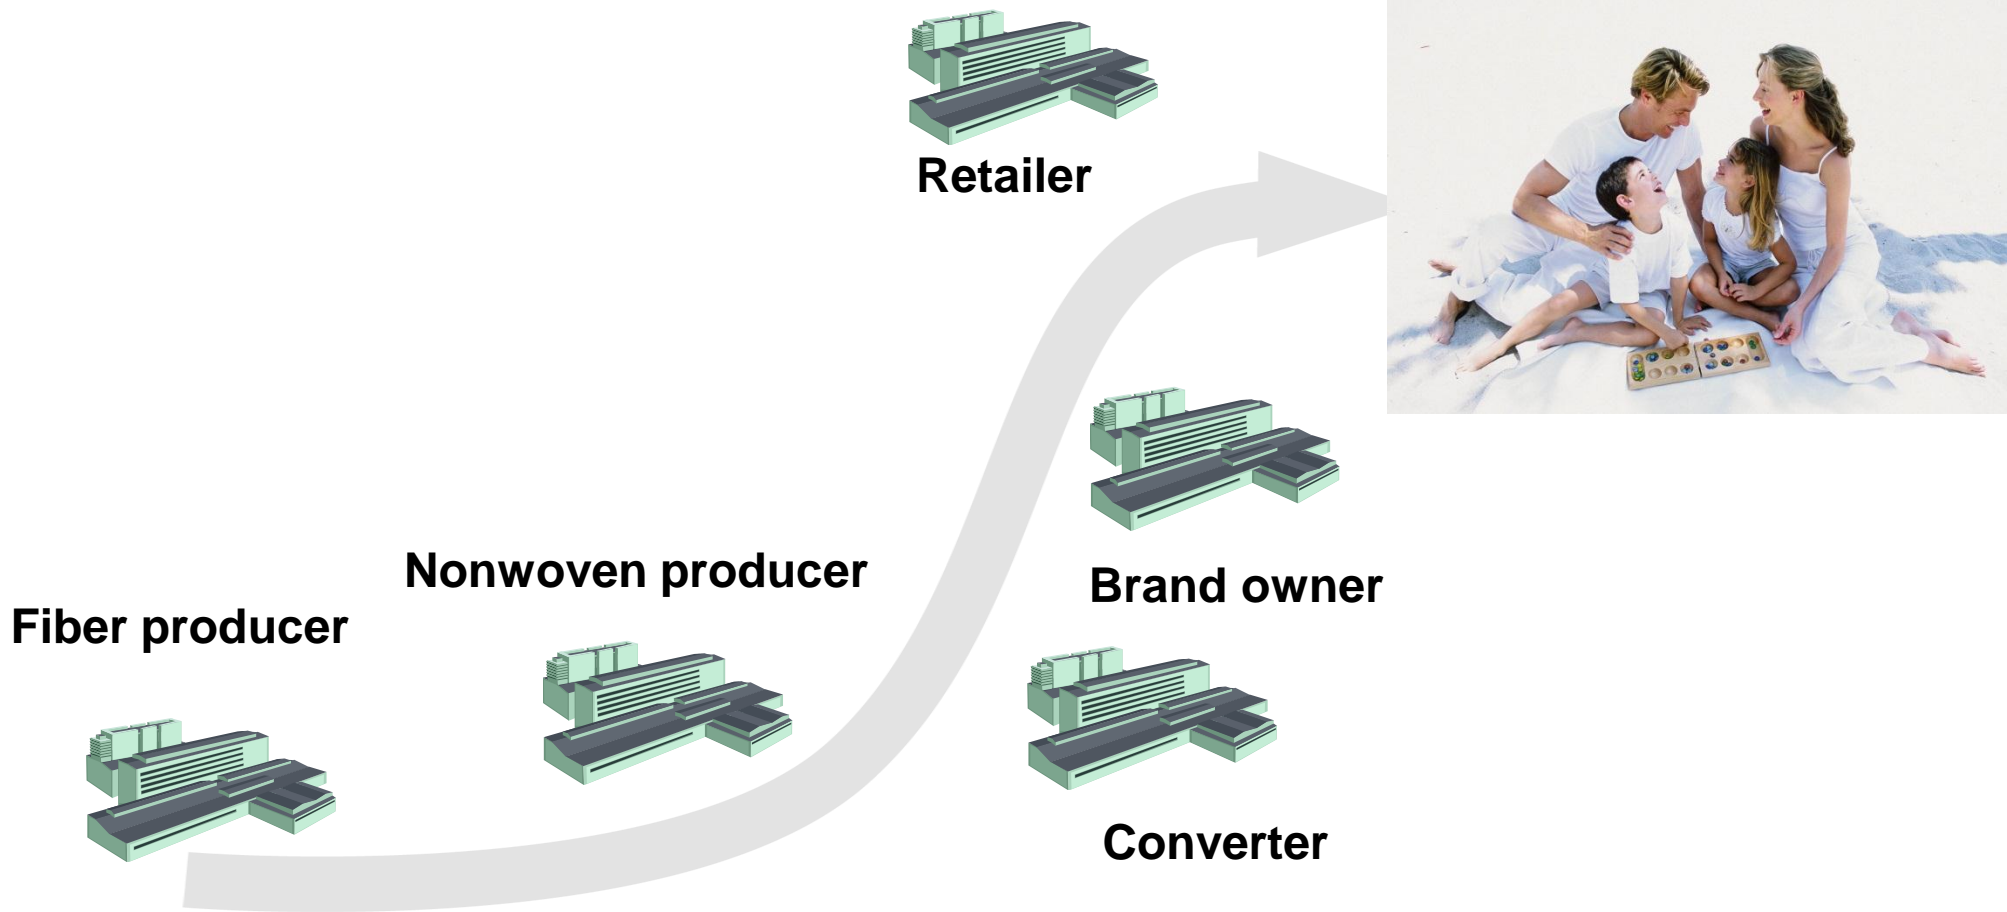 Retailer
Nonwoven producer
Brand owner
Fiber producer
Converter